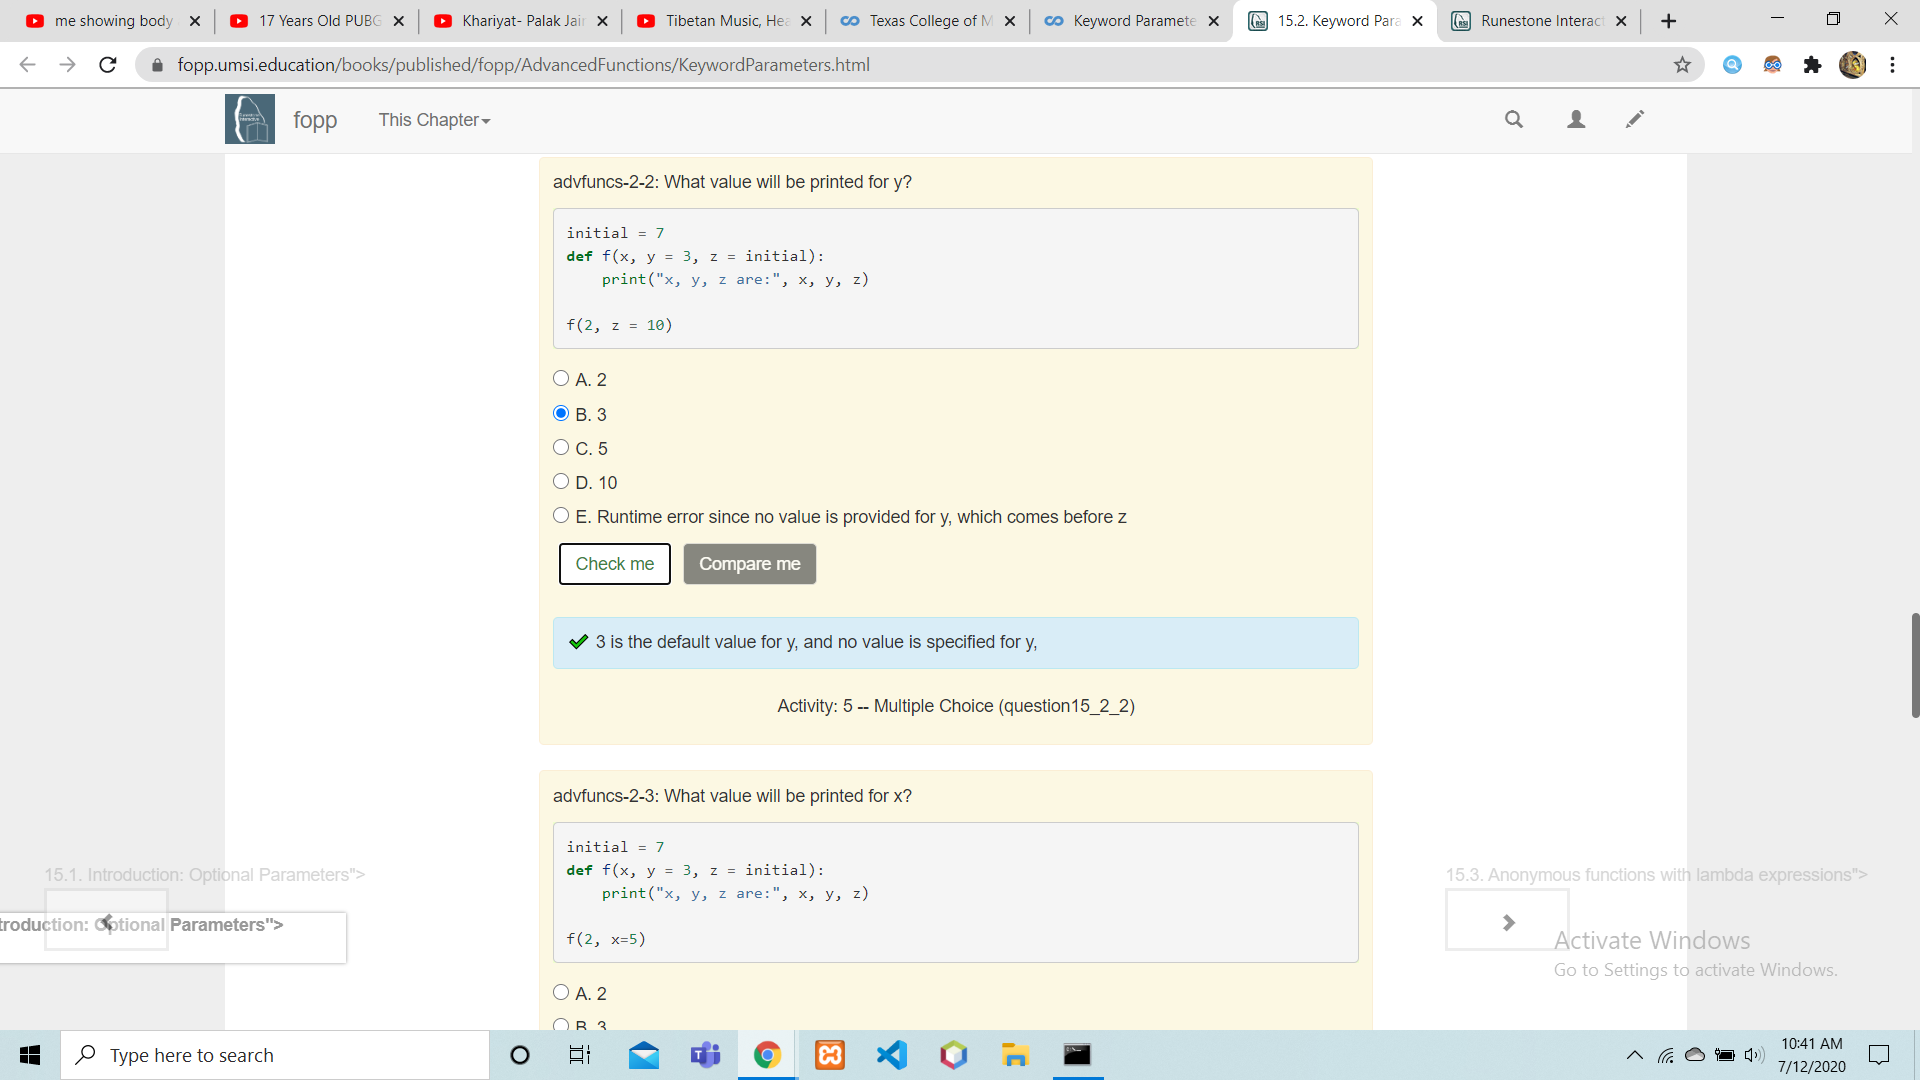 me showing body
17 Years Old PUBG
Khariyat- Palak Jain
Tibetan Music, Hea
Texas College of M
Keyword Paramete
15.2. Keyword Para
Runestone Interact
fopp.umsi.education/books/published/fopp/AdvancedFunctions/KeywordParameters.html
fopp This Chapter
advfuncs-2-2: What value will be printed for y?
initial = 7
def f(x, y = 3, z = initial):
    print("x, y, z are:", x, y, z)
f(2, z = 10)
A. 2
B. 3
C. 5
D. 10
E. Runtime error since no value is provided for y, which comes before z
Check me Compare me
3 is the default value for y, and no value is specified for y,
Activity: 5 -- Multiple Choice (question15_2_2)
advfuncs-2-3: What value will be printed for x?
initial = 7
def f(x, y = 3, z = initial):
    print("x, y, z are:", x, y, z)
f(2, x=5)
A. 2
B. 3
15.1. Introduction: Optional Parameters">
troduction: Optional Parameters">
15.3. Anonymous functions with lambda expressions">
Activate Windows
Go to Settings to activate Windows.
Type here to search
10:41 AM
7/12/2020